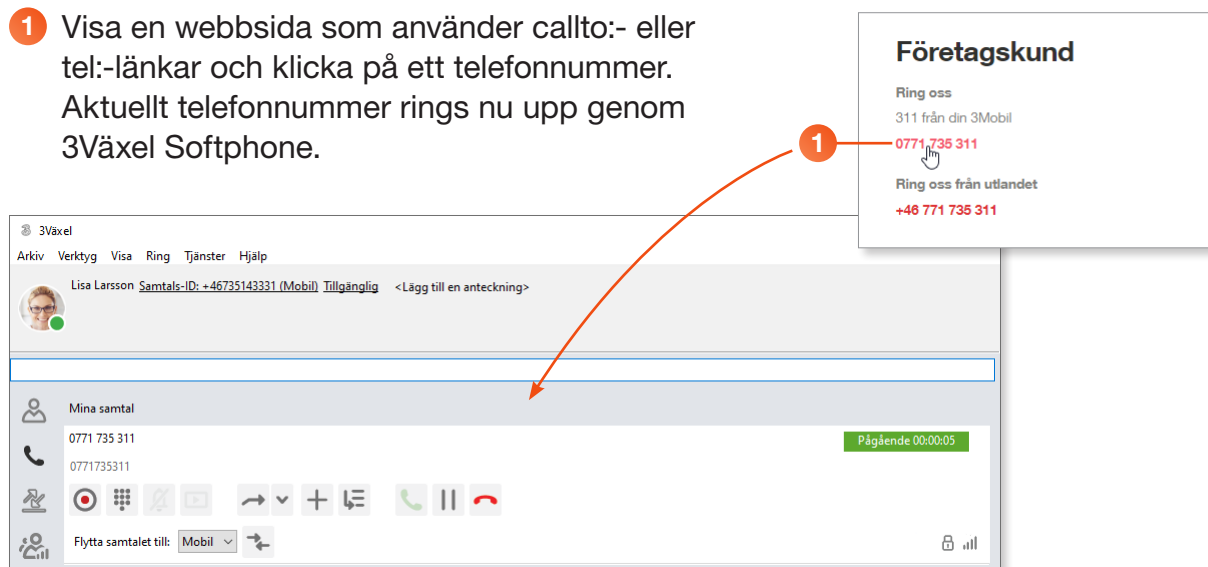 1 Visa en webbsida som använder callto:- eller
tel:-länkar och klicka på ett telefonnummer.
Aktuellt telefonnummer rings nu upp genom
3Växel Softphone.
Företagskund
Ring oss
311 från din 3Mobil
1
0771 735 311
Ring oss från utlandet
+46 771 735 311
3Växel
Arkiv Verktyg Visa Ring Tjänster Hjälp
Lisa Larsson Samtals-ID: +46735143331 (Mobil) Tillgänglig <Lägg till en anteckning>
Mina samtal
0771 735 311
Pågående 00:00:05
0771735311
Flytta samtalet till: Mobil